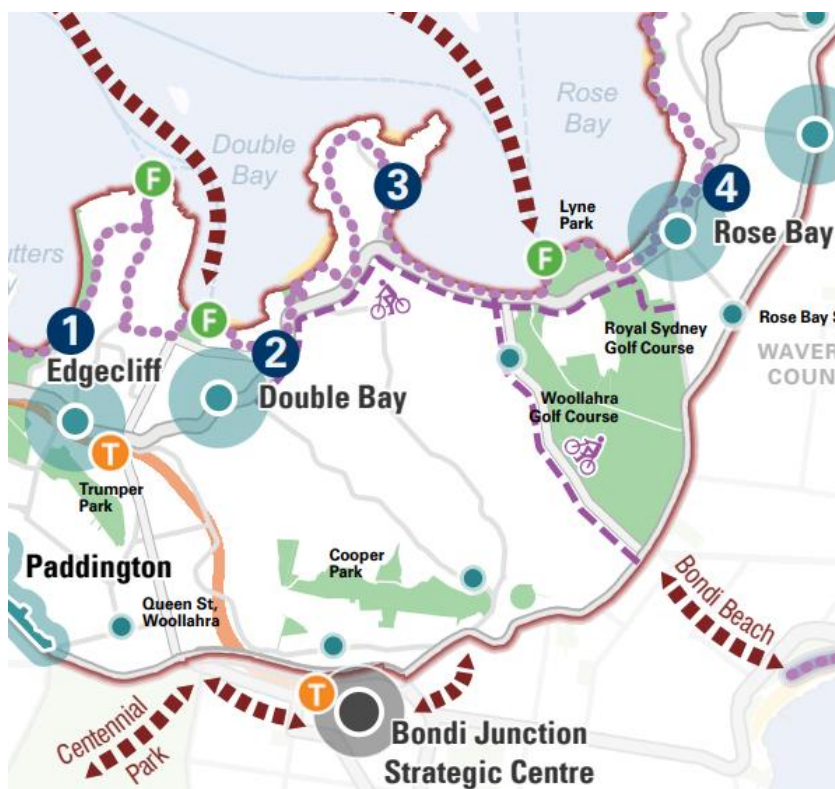 Rose
Bay
Double
Bay
F
3
4
Lyne
Park
Rose Bay
F
utters
F
1
Edgecliff
2
Double Bay
Royal Sydney
Golf Course
Rose Bay S
WAVER
COUN
Woollahra
Golf Course
T
Trumper
Park
Paddington
Cooper
Park
Queen St,
Woollahra
Bondi Beach
T
Centennial
Park
Bondi Junction
Strategic Centre